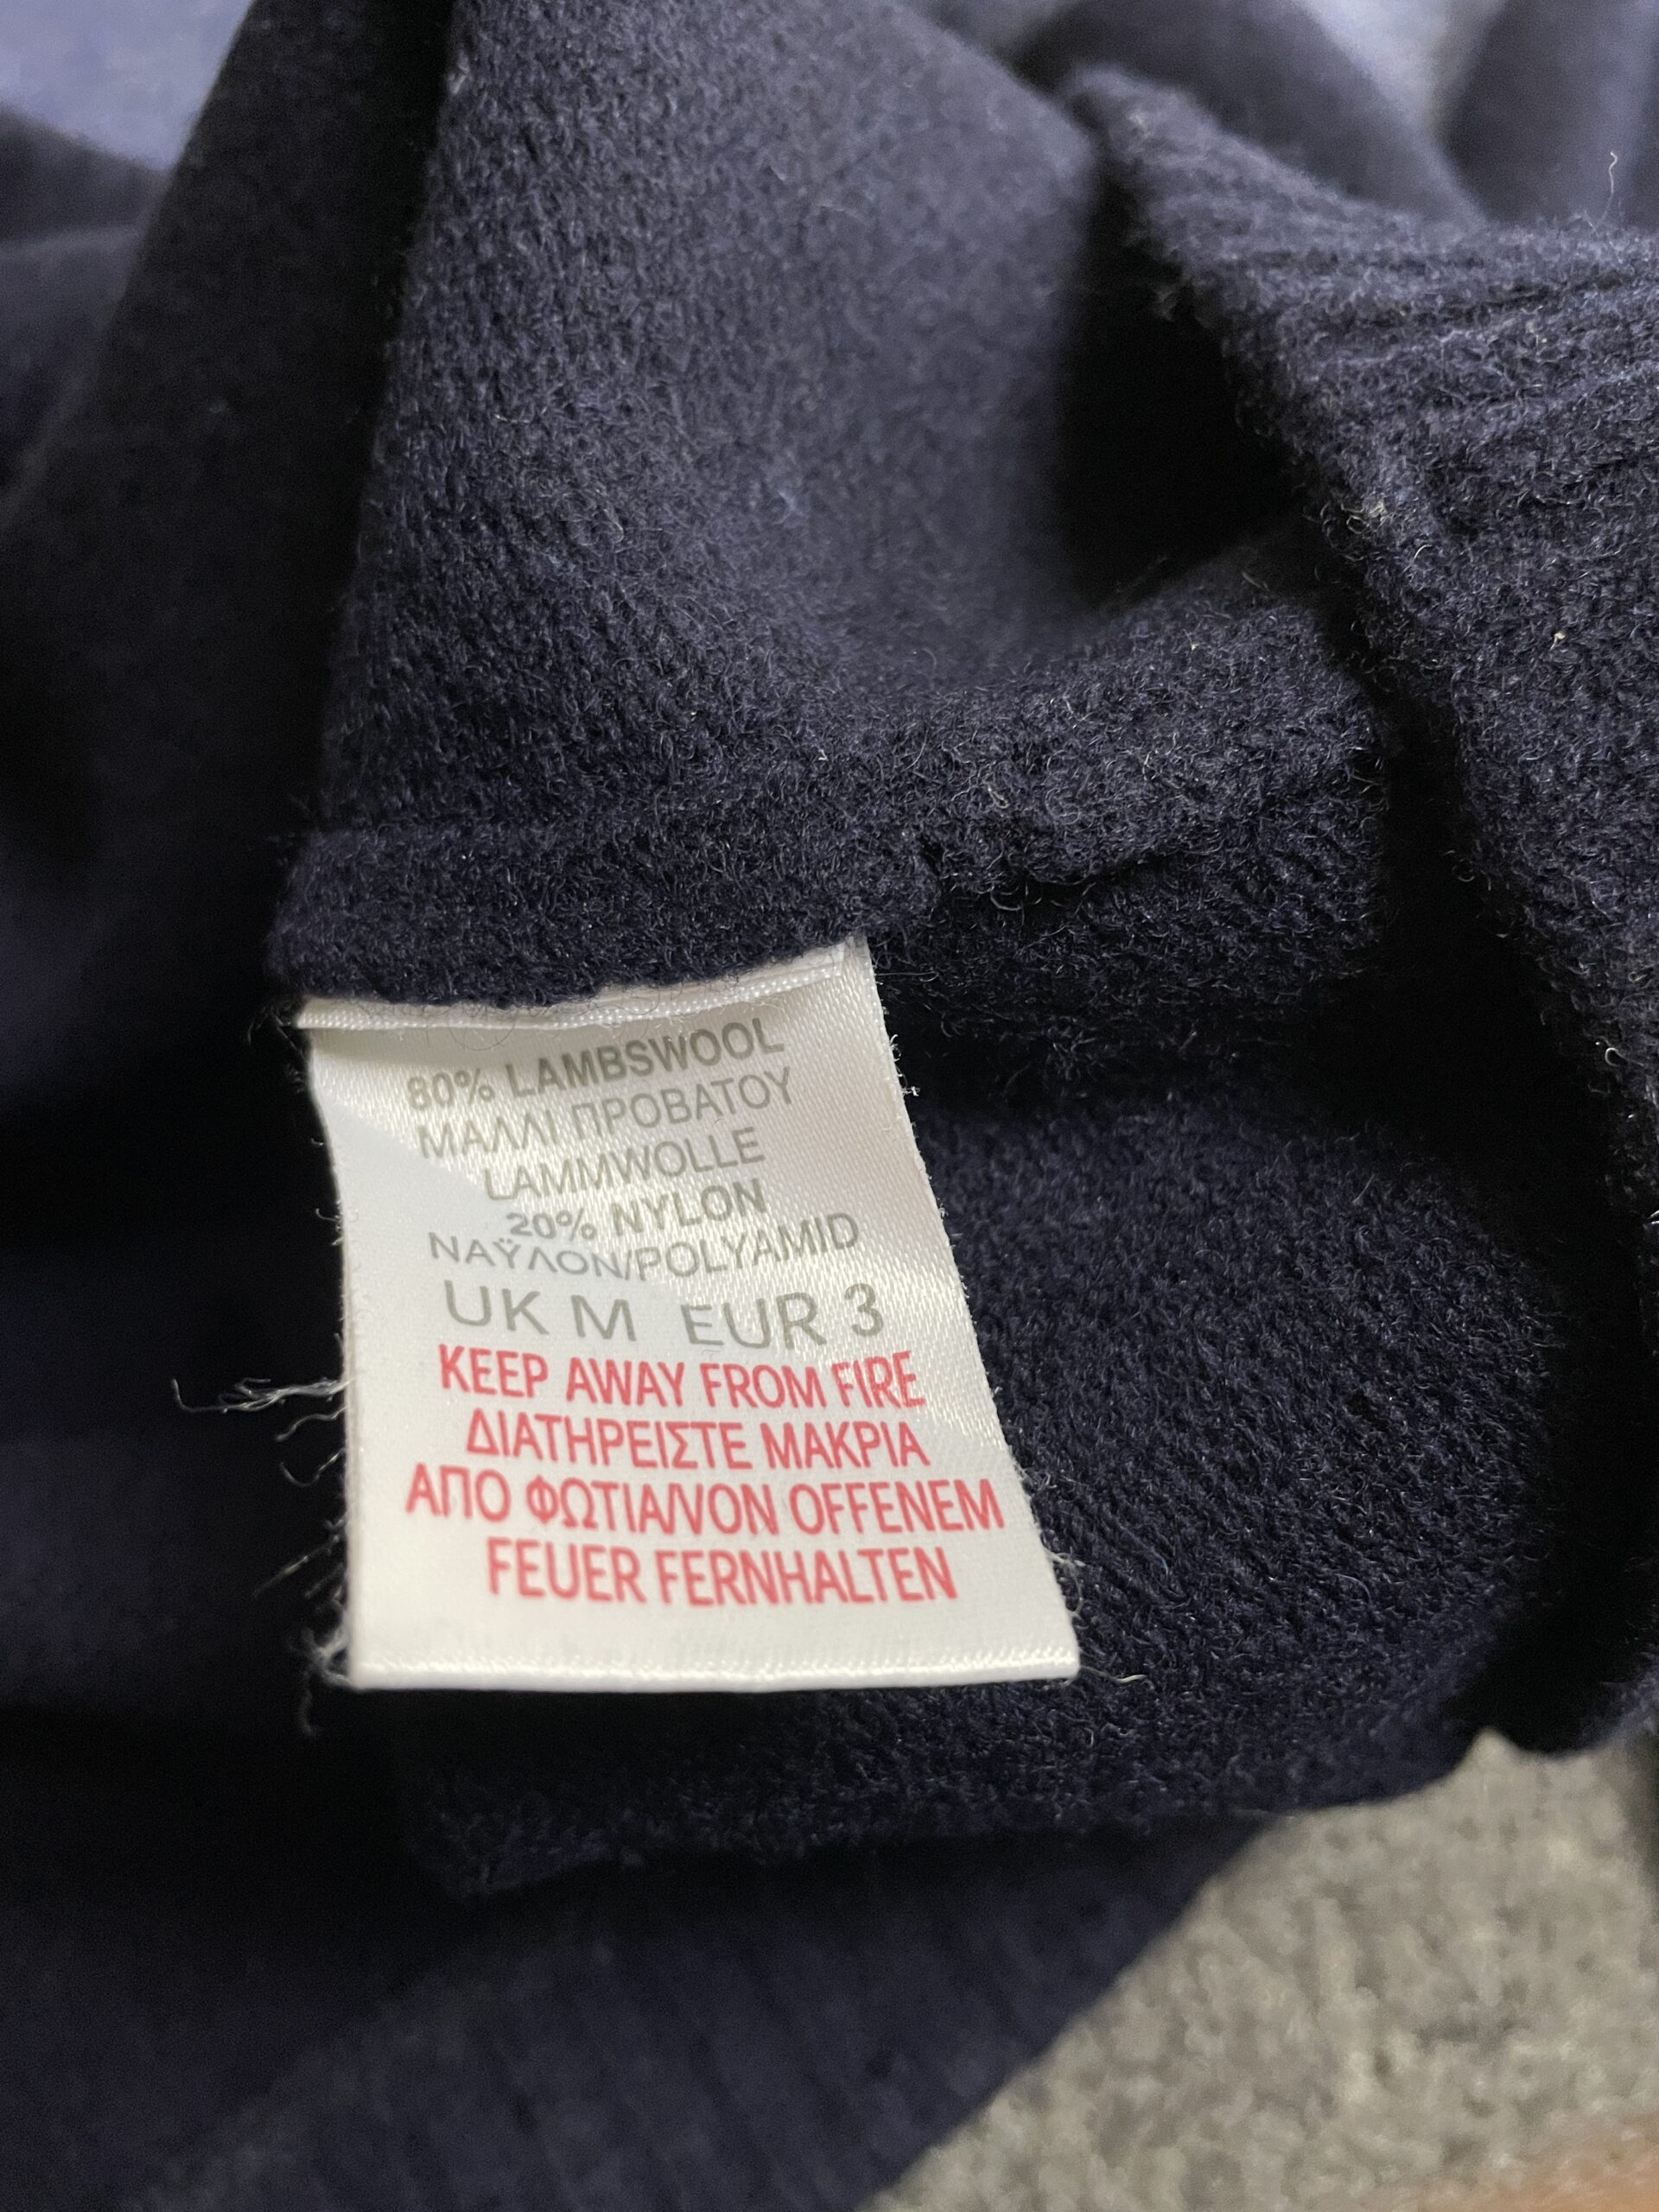 80% LAMBSWOOL
ΜΑΛΛΙ ΠΡΟΒΑΤΟΥ
LAMMWOLLE
20% NYLON
ΝΑΫΛΟΝ/POLYAMID
UK M EUR 3
KEEP AWAY FROM FIRE
ΔΙΑΤΗΡΕΙΣΤΕ ΜΑΚΡΙΑ
ΑΠΟ ΦΩΤΙΑ/VON OFFENEM
FEUER FERNHALTEN